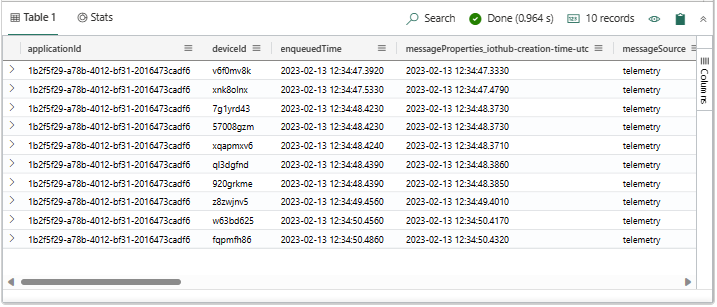 Table 1 Stats Search Done (0.964 s) 10 records
applicationId deviceId enqueuedTime messageProperties_iothub-creation-time-utc messageSource
1b2f5f29-a78b-4012-bf31-2016473cadf6 v6f0mv8k 2023-02-13 12:34:47.3920 2023-02-13 12:34:47.3330 telemetry
1b2f5f29-a78b-4012-bf31-2016473cadf6 xnk8olnx 2023-02-13 12:34:47.5330 2023-02-13 12:34:47.4790 telemetry
1b2f5f29-a78b-4012-bf31-2016473cadf6 7g1yrd43 2023-02-13 12:34:48.4230 2023-02-13 12:34:48.3730 telemetry
1b2f5f29-a78b-4012-bf31-2016473cadf6 57008gzm 2023-02-13 12:34:48.4230 2023-02-13 12:34:48.3730 telemetry
1b2f5f29-a78b-4012-bf31-2016473cadf6 xqapmxv6 2023-02-13 12:34:48.4240 2023-02-13 12:34:48.3710 telemetry
1b2f5f29-a78b-4012-bf31-2016473cadf6 ql3dgfnd 2023-02-13 12:34:48.4390 2023-02-13 12:34:48.3860 telemetry
1b2f5f29-a78b-4012-bf31-2016473cadf6 920grkme 2023-02-13 12:34:48.4390 2023-02-13 12:34:48.3850 telemetry
1b2f5f29-a78b-4012-bf31-2016473cadf6 z8zwjnv5 2023-02-13 12:34:49.4560 2023-02-13 12:34:49.4010 telemetry
1b2f5f29-a78b-4012-bf31-2016473cadf6 w63bd625 2023-02-13 12:34:50.4560 2023-02-13 12:34:50.4170 telemetry
1b2f5f29-a78b-4012-bf31-2016473cadf6 fqpmfh86 2023-02-13 12:34:50.4860 2023-02-13 12:34:50.4320 telemetry
Columns